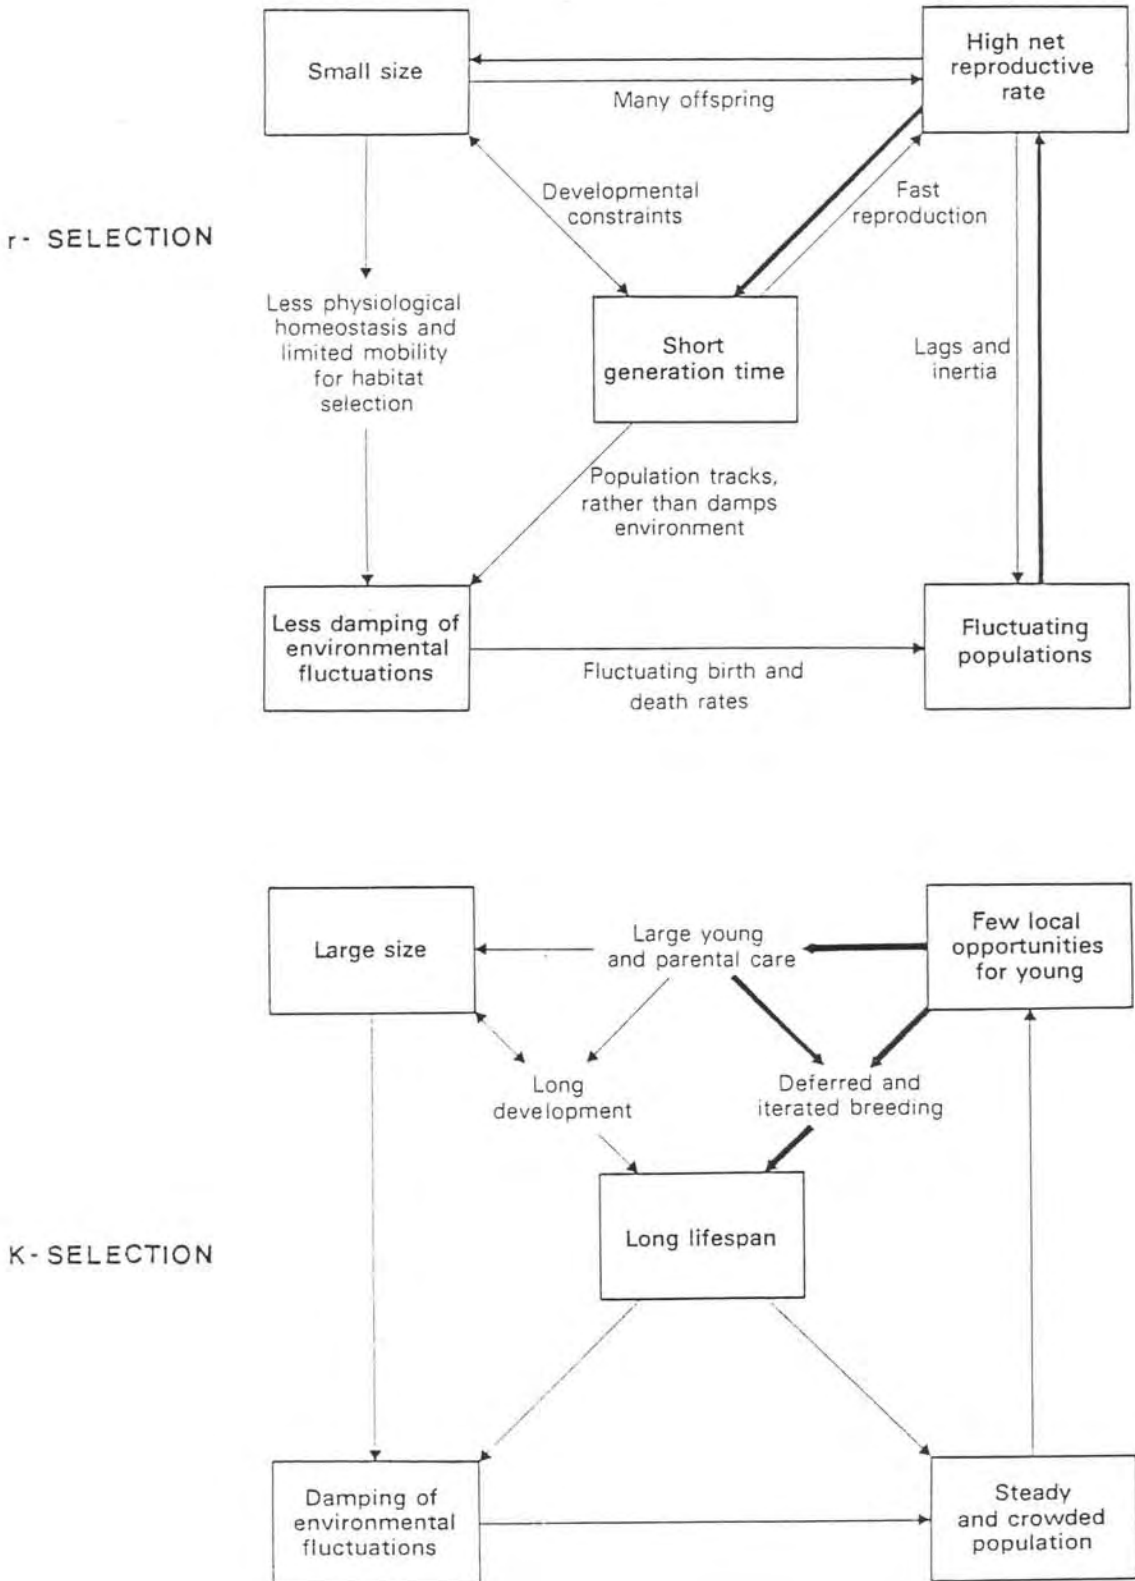 Small size
High net
reproductive
rate
Many offspring
Developmental
constraints
Fast
reproduction
r- SELECTION
Less physiological
homeostasis and
limited mobility
for habitat
selection
Short
generation time
Lags and
inertia
Population tracks,
rather than damps
environment
Less damping of
environmental
fluctuations
Fluctuating
populations
Fluctuating birth and
death rates
Large size
Large young
and parental care
Few local
opportunities
for young
Long
development
Deferred and
iterated breeding
K- SELECTION
Long lifespan
Damping of
environmental
fluctuations
Steady
and crowded
population